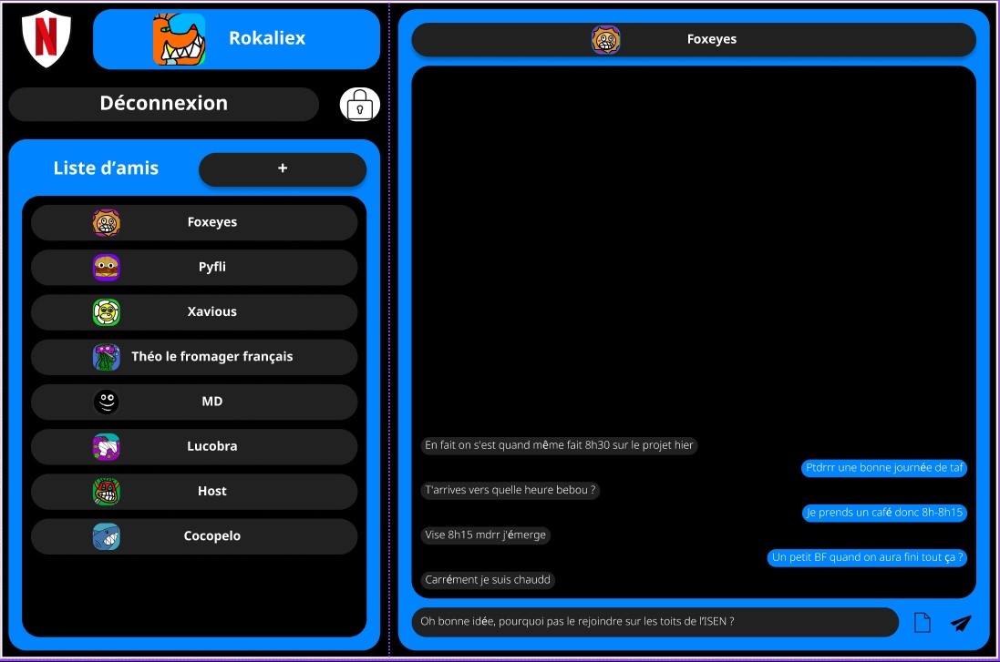 N
Rokaliex
Déconnexion
Liste d'amis
+
Foxeyes
Pyfli
Xavious
Théo le fromager français
MD
Lucobra
Host
Cocopelo
Foxeyes
En fait on s'est quand même fait 8h30 sur le projet hier
Ptdrrr une bonne journée de taf
T'arrives vers quelle heure bebou ?
Je prends un café donc 8h-8h15
Vise 8h15 mdrr j'émerge
Un petit BF quand on aura fini tout ça ?
Carrément je suis chaudd
Oh bonne idée, pourquoi pas le rejoindre sur les toits de l'ISEN ?